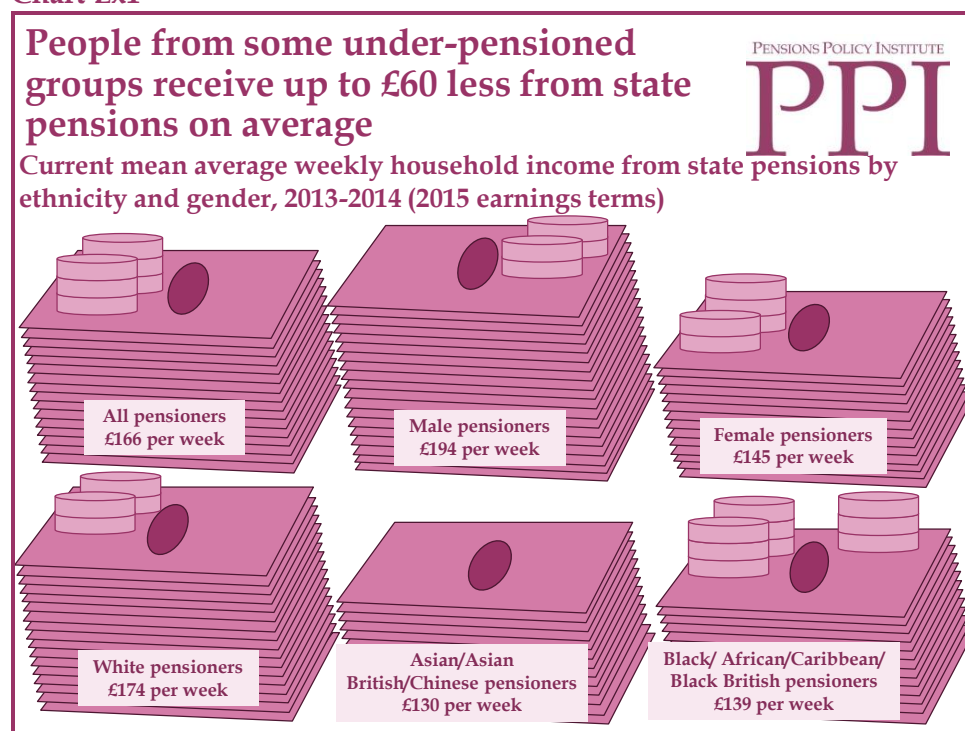 People from some under-pensioned
groups receive up to £60 less from state
pensions on average
PENSIONS POLICY INSTITUTE
PPI
Current mean average weekly household income from state pensions by
ethnicity and gender, 2013-2014 (2015 earnings terms)
All pensioners
£166 per week
Male pensioners
£194 per week
Female pensioners
£145 per week
White pensioners
£174 per week
Asian/Asian
British/Chinese pensioners
£130 per week
Black/ African/Caribbean/
Black British pensioners
£139 per week